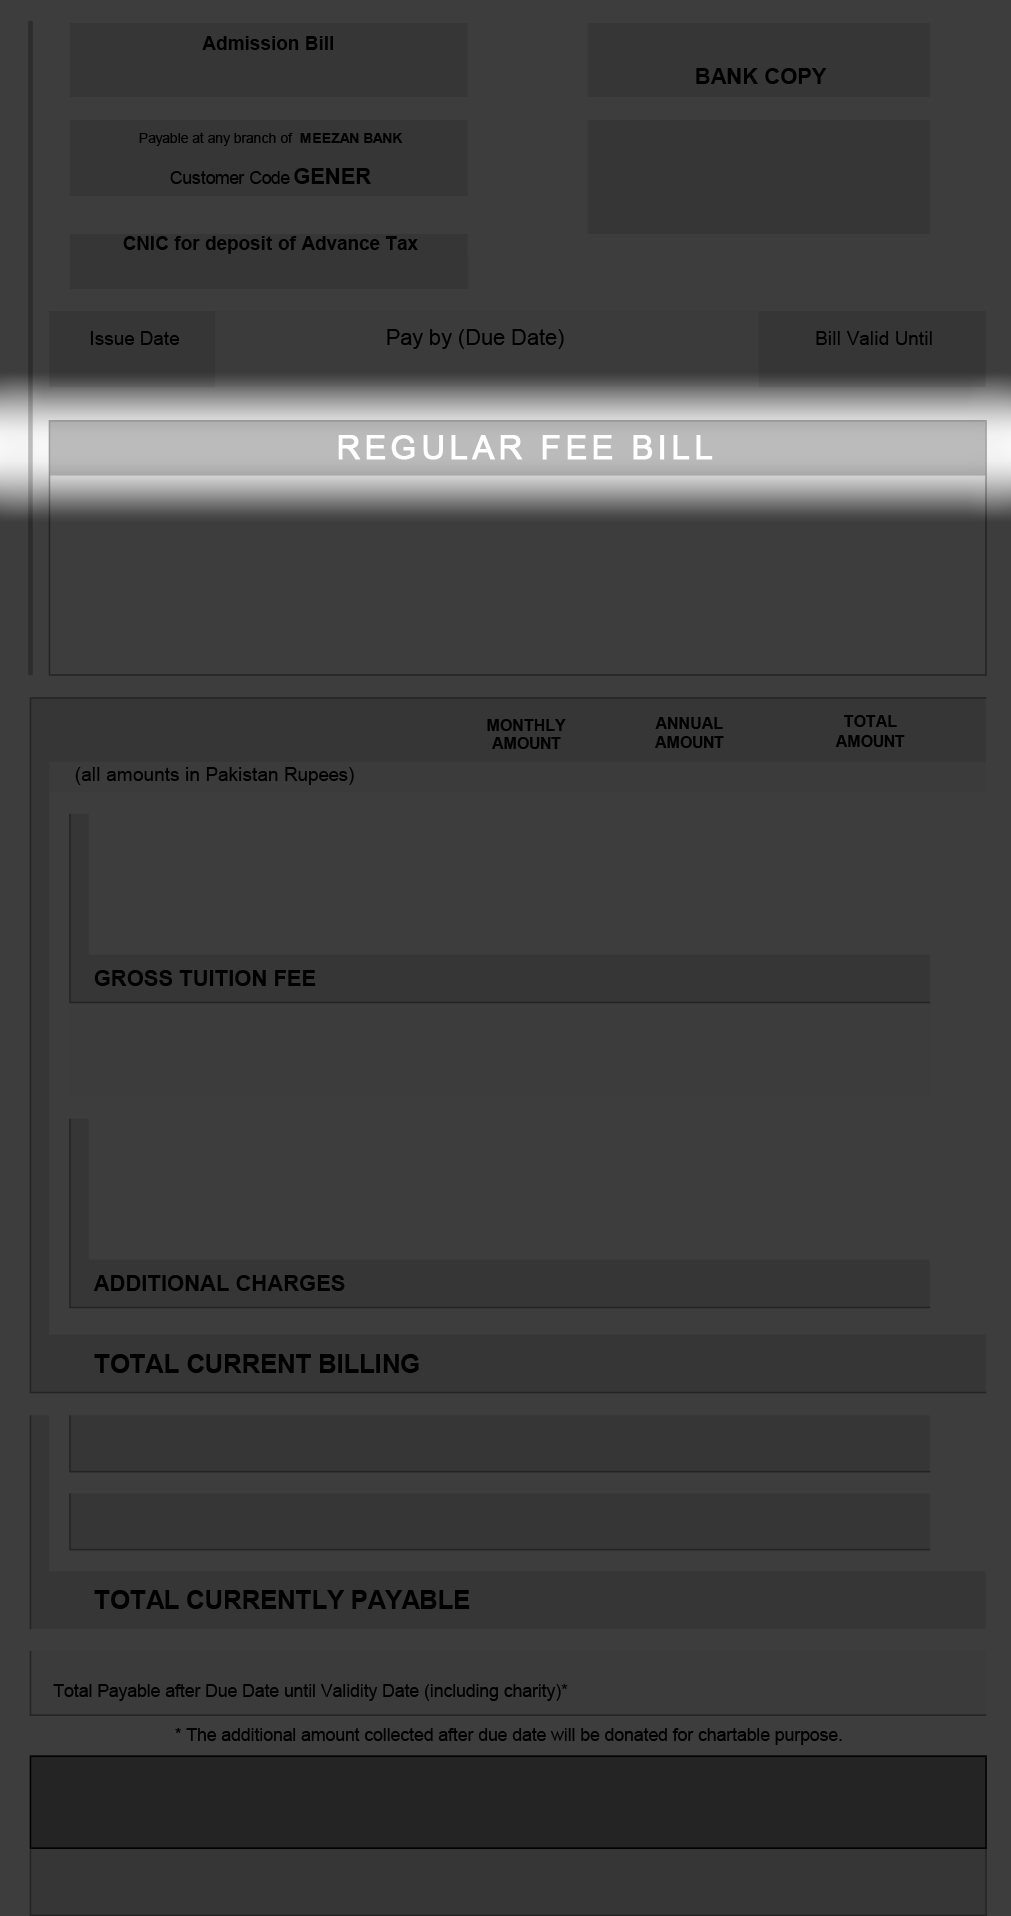 Admission Bill
BANK COPY
Payable at any branch of MEEZAN BANK
Customer Code GENER
CNIC for deposit of Advance Tax
Issue Date
Pay by (Due Date)
Bill Valid Until
REGULAR FEE BILL
MONTHLY
AMOUNT
ANNUAL
AMOUNT
TOTAL
AMOUNT
(all amounts in Pakistan Rupees)
GROSS TUITION FEE
ADDITIONAL CHARGES
TOTAL CURRENT BILLING
TOTAL CURRENTLY PAYABLE
Total Payable after Due Date until Validity Date (including charity)*
* The additional amount collected after due date will be donated for chartable purpose.